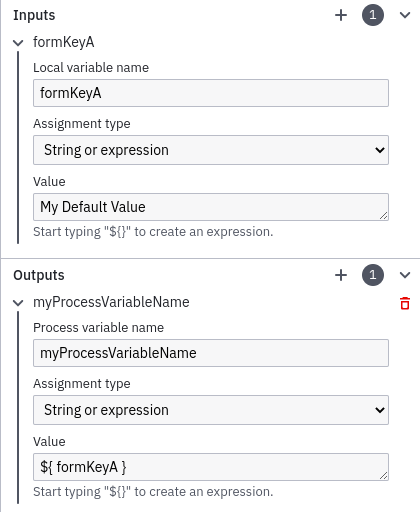 Inputs
1
formKeyA
Local variable name
formKeyA
Assignment type
String or expression
Value
My Default Value
Start typing "${}" to create an expression.
Outputs
1
myProcessVariableName
Process variable name
myProcessVariableName
Assignment type
String or expression
Value
${ formKeyA }
Start typing "${}" to create an expression.